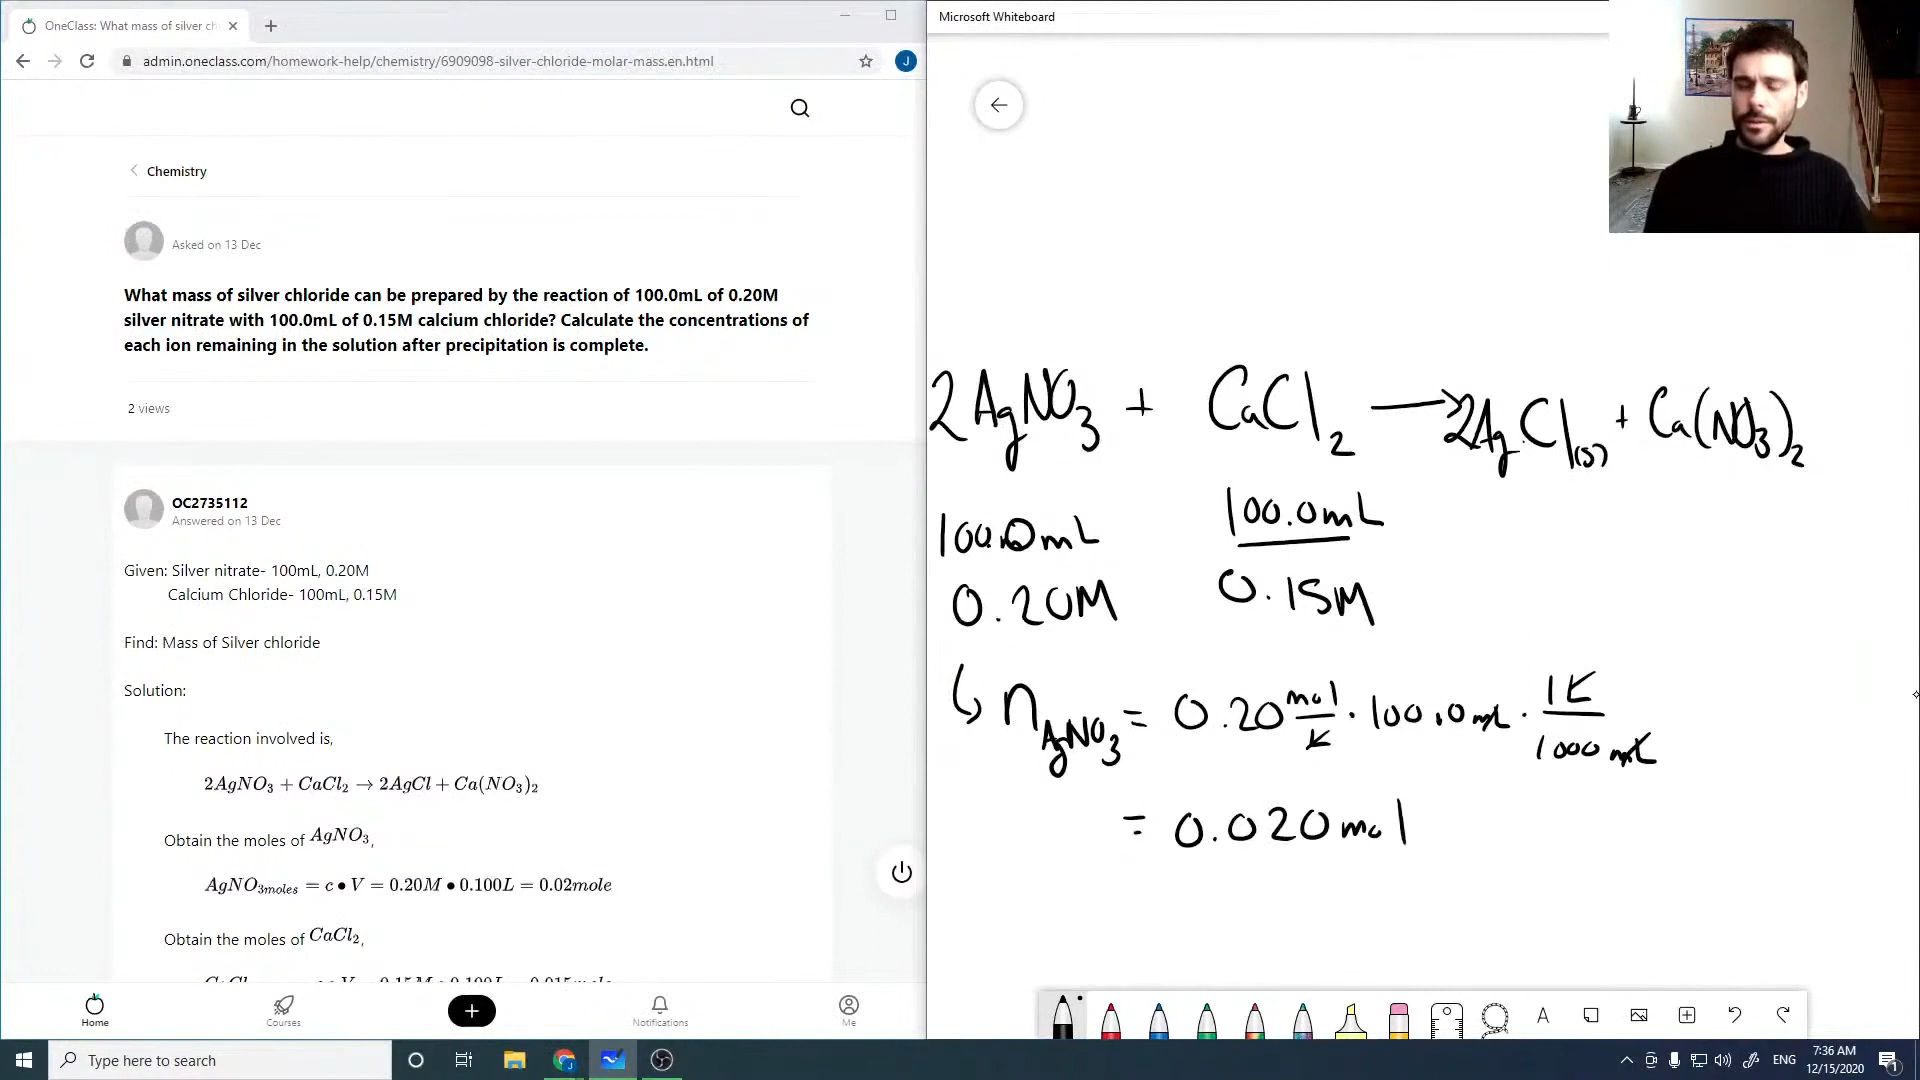 OneClass: What mass of silver ch
Microsoft Whiteboard
admin.oneclass.com/homework-help/chemistry/6909098-silver-chloride-molar-mass.en.html
J
Chemistry
Asked on 13 Dec
What mass of silver chloride can be prepared by the reaction of 100.0mL of 0.20M
silver nitrate with 100.0mL of 0.15M calcium chloride? Calculate the concentrations of
each ion remaining in the solution after precipitation is complete.
2 views
OC2735112
Answered on 13 Dec
Given: Silver nitrate- 100mL, 0.20M
Calcium Chloride- 100mL, 0.15M
Find: Mass of Silver chloride
Solution:
The reaction involved is,
2AgNO₃ + CaCl₂ → 2AgCl + Ca(NO₃)₂
Obtain the moles of AgNO₃,
AgNO₃moles = c • V = 0.20M • 0.100L = 0.02mole
Obtain the moles of CaCl₂,
Home
Courses
Notifications
Me
2AgNO₃ + CaCl₂ → 2AgCl(s) + Ca(NO₃)₂
100.0mL 100.0mL
0.20M 0.15M
n AgNO₃ = 0.20 mol/L · 100.0 mL · 1L/1000 mL
= 0.020 mol
A
Type here to search
ENG
7:36 AM
12/15/2020
1